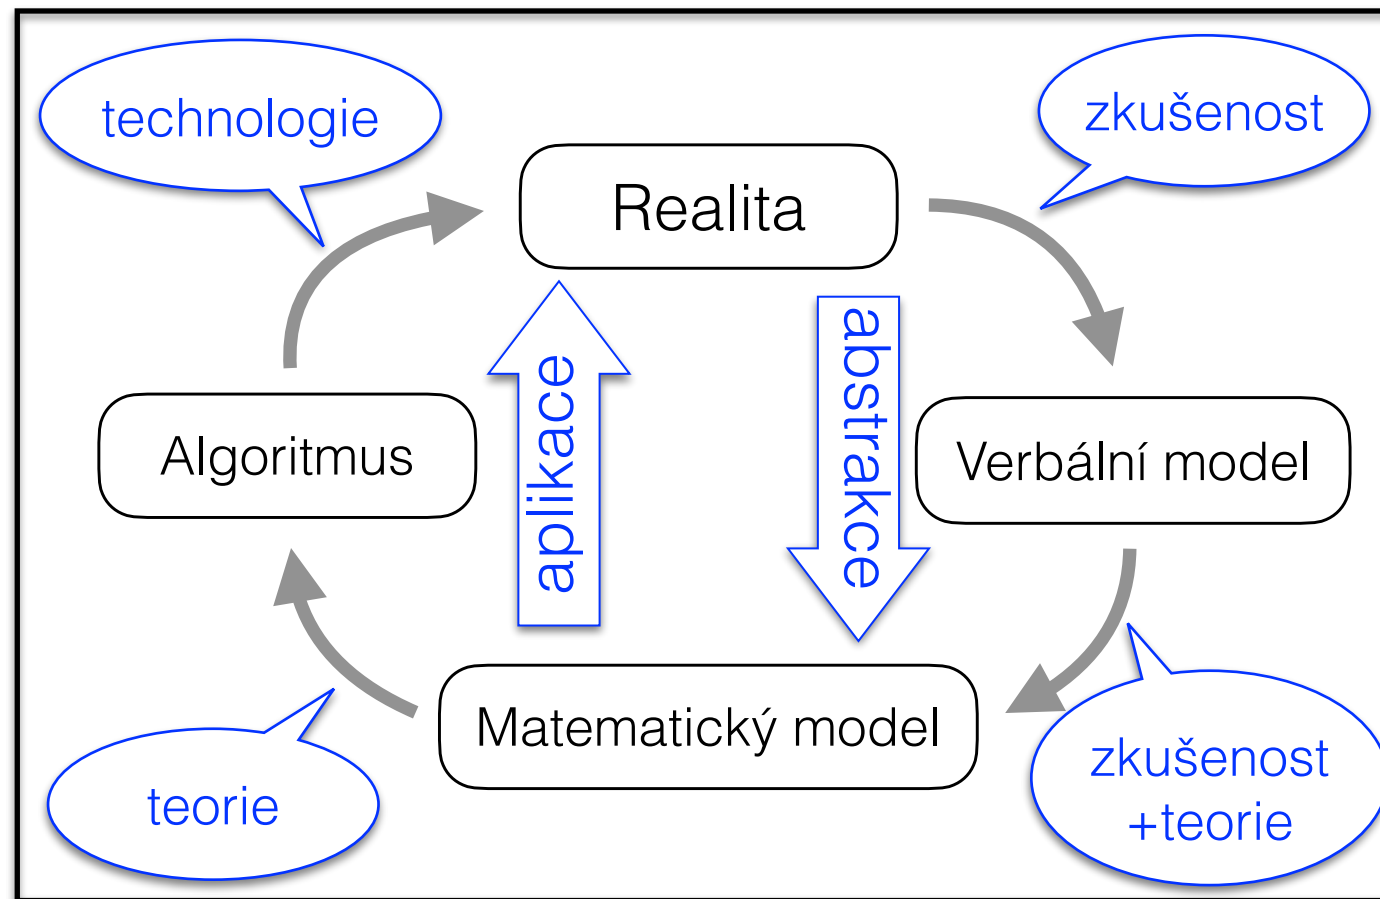 technologie
zkušenost
Realita
aplikace
abstrakce
Algoritmus
Verbální model
Matematický model
teorie
zkušenost
+teorie